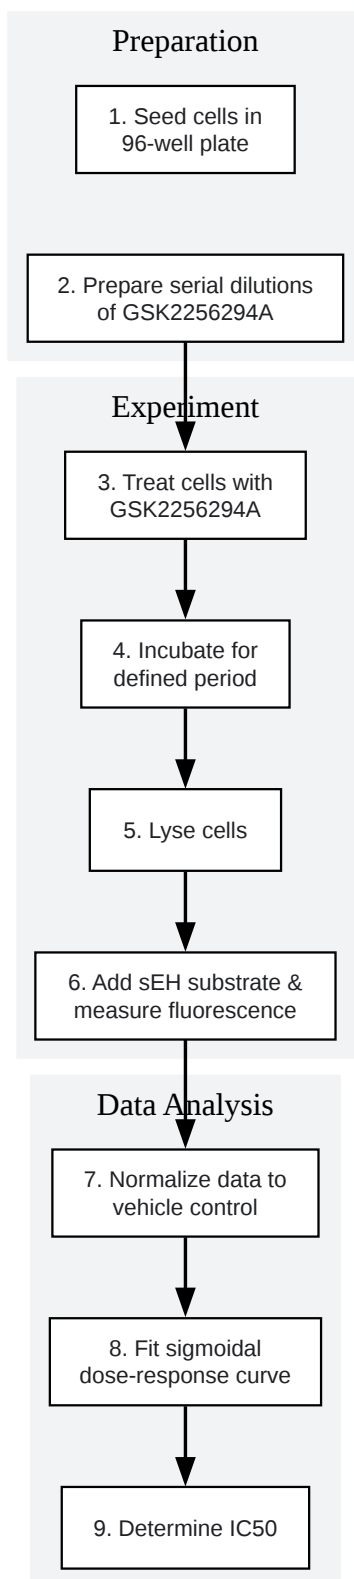 Preparation
1. Seed cells in
96-well plate
2. Prepare serial dilutions
of GSK2256294A
Experiment
3. Treat cells with
GSK2256294A
4. Incubate for
defined period
5. Lyse cells
6. Add sEH substrate &
measure fluorescence
Data Analysis
7. Normalize data to
vehicle control
8. Fit sigmoidal
dose-response curve
9. Determine IC50